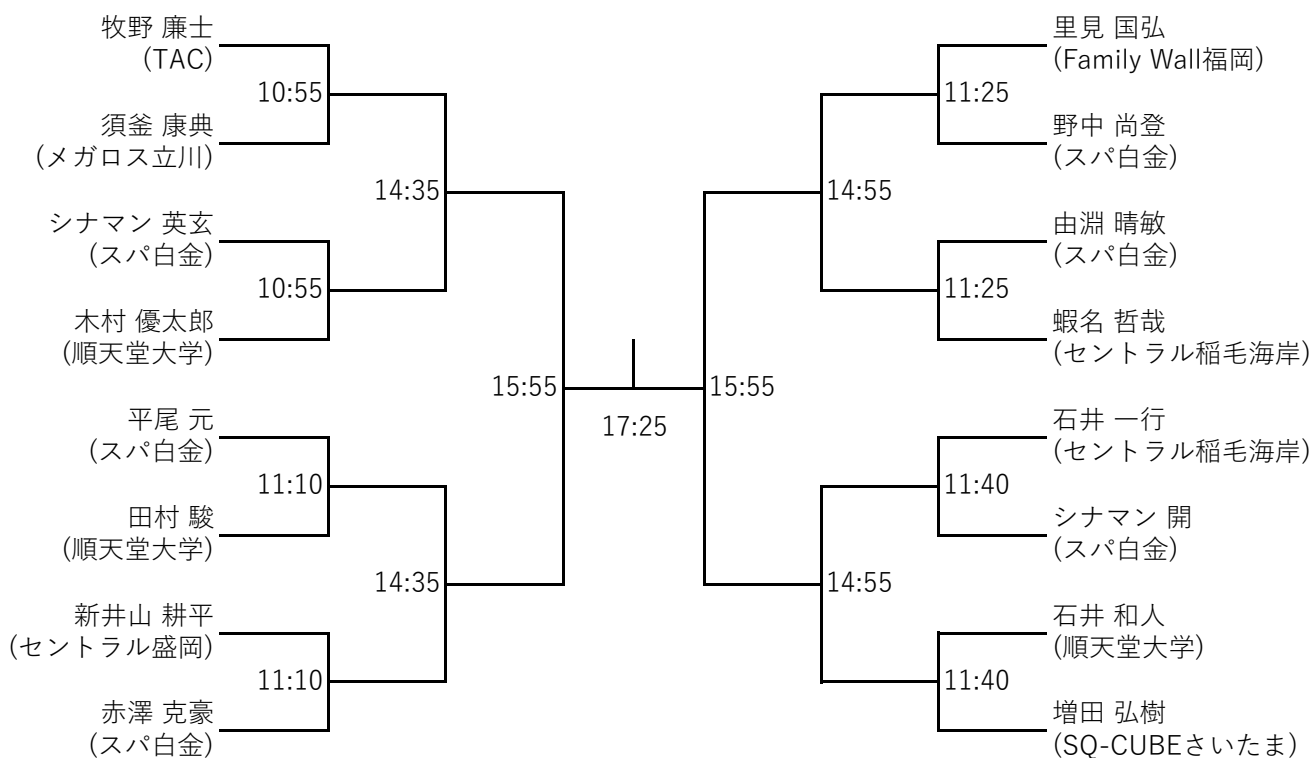 牧野 廉士
(TAC)
10:55
須釜 康典
(メガロス立川)
14:35
シナマン 英玄
(スパ白金)
10:55
木村 優太郎
(順天堂大学)
15:55
平尾 元
(スパ白金)
11:10
田村 駿
(順天堂大学)
14:35
新井山 耕平
(セントラル盛岡)
11:10
赤澤 克豪
(スパ白金)
17:25
里見 国弘
(Family Wall福岡)
11:25
野中 尚登
(スパ白金)
14:55
由淵 晴敏
(スパ白金)
11:25
蝦名 哲哉
(セントラル稲毛海岸)
15:55
石井 一行
(セントラル稲毛海岸)
11:40
シナマン 開
(スパ白金)
14:55
石井 和人
(順天堂大学)
11:40
増田 弘樹
(SQ-CUBEさいたま)